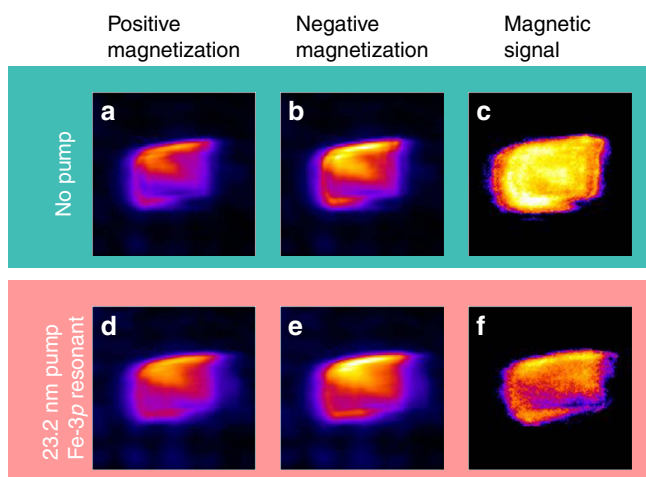 Positive
magnetization
Negative
magnetization
Magnetic
signal
No pump
a
b
c
23.2 nm pump
Fe-3p resonant
d
e
f